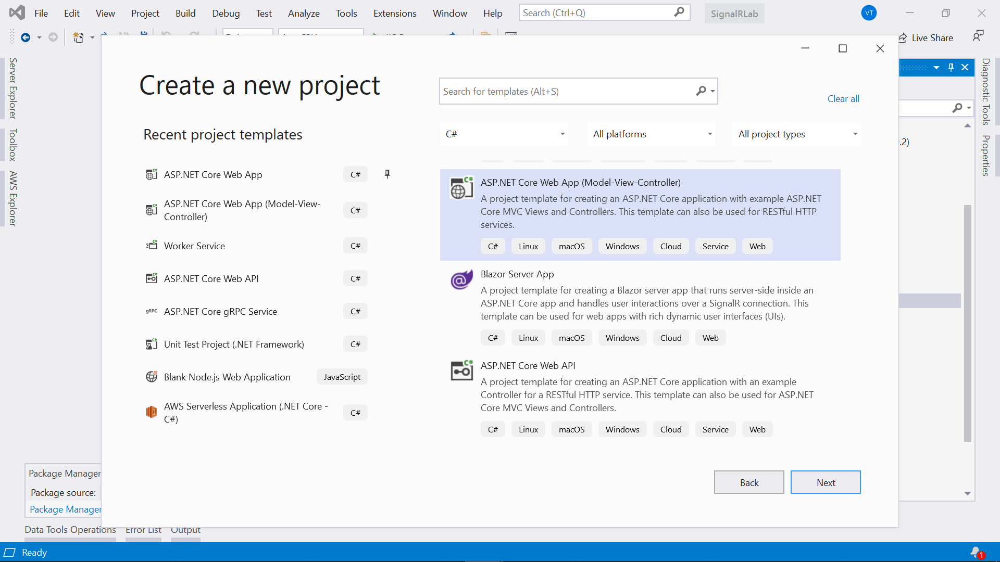 File Edit View Project Build Debug Test Analyze Tools Extensions Window Help Search (Ctrl+Q) SignalRLab VT
Live Share
Server Explorer
Toolbox
AWS Explorer
Create a new project
Search for templates (Alt+S)
Clear all
C# All platforms All project types
Recent project templates
ASP.NET Core Web App C#
ASP.NET Core Web App (Model-View-
Controller) C#
Worker Service C#
ASP.NET Core Web API C#
gRPC ASP.NET Core gRPC Service C#
Unit Test Project (.NET Framework) C#
Blank Node.js Web Application JavaScript
AWS Serverless Application (.NET Core -
C#) C#
ASP.NET Core Web App (Model-View-Controller)
A project template for creating an ASP.NET Core application with example ASP.NET
Core MVC Views and Controllers. This template can also be used for RESTful HTTP
services.
C# Linux macOS Windows Cloud Service Web
Blazor Server App
A project template for creating a Blazor server app that runs server-side inside an
ASP.NET Core app and handles user interactions over a SignalR connection. This
template can be used for web apps with rich dynamic user interfaces (UIs).
C# Linux macOS Windows Cloud Web
ASP.NET Core Web API
A project template for creating an ASP.NET Core application with an example
Controller for a RESTful HTTP service. This template can also be used for ASP.NET
Core MVC Views and Controllers.
C# Linux macOS Windows Cloud Service Web
Back Next
.2)
Diagnostic Tools
Properties
Package Manager
Package source:
Package Manager
Data Tools Operations Error List Output
Ready 1